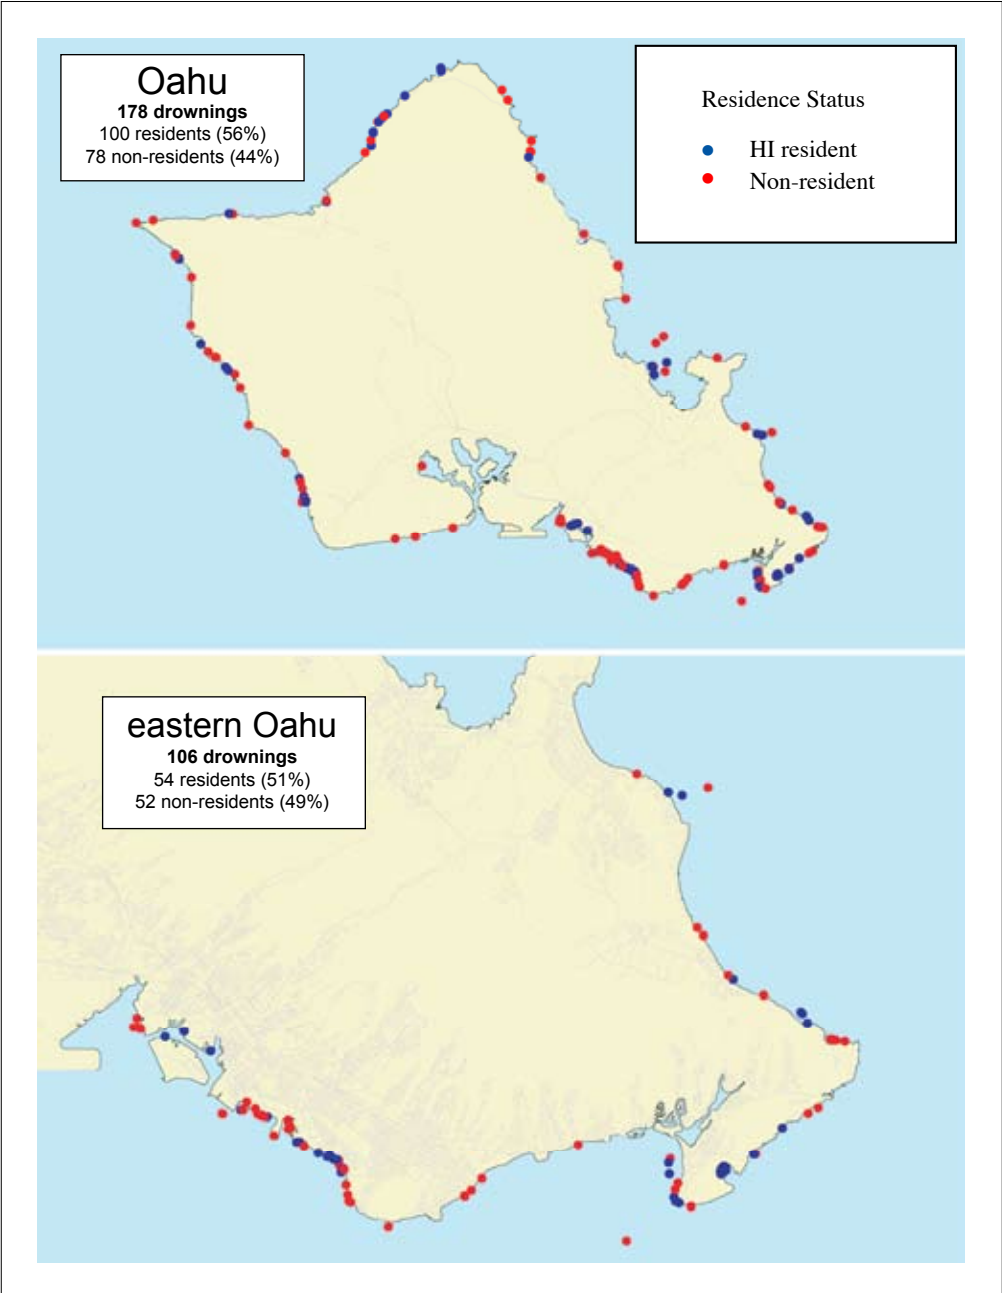 Oahu
178 drownings
100 residents (56%)
78 non-residents (44%)
Residence Status
HI resident
Non-resident
eastern Oahu
106 drownings
54 residents (51%)
52 non-residents (49%)